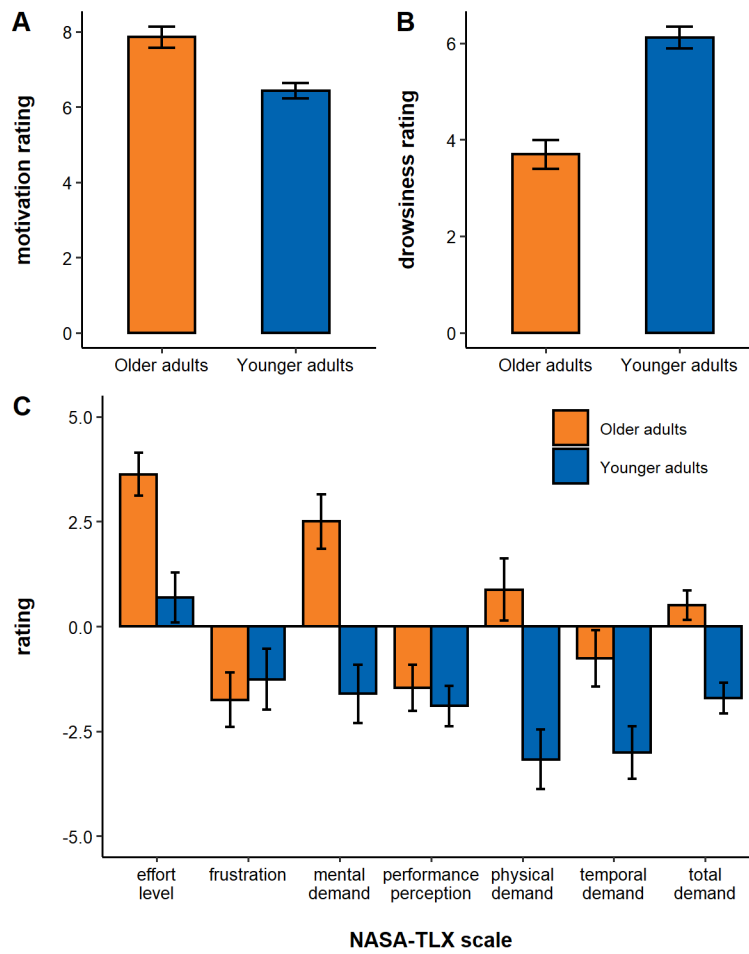 A
motivation rating
8
6
4
2
0
Older adults
Younger adults
B
drowsiness rating
6
4
2
0
Older adults
Younger adults
C
rating
5.0
2.5
0.0
-2.5
-5.0
Older adults
Younger adults
effort
level
frustration
mental
demand
performance
perception
physical
demand
temporal
demand
total
demand
NASA-TLX scale